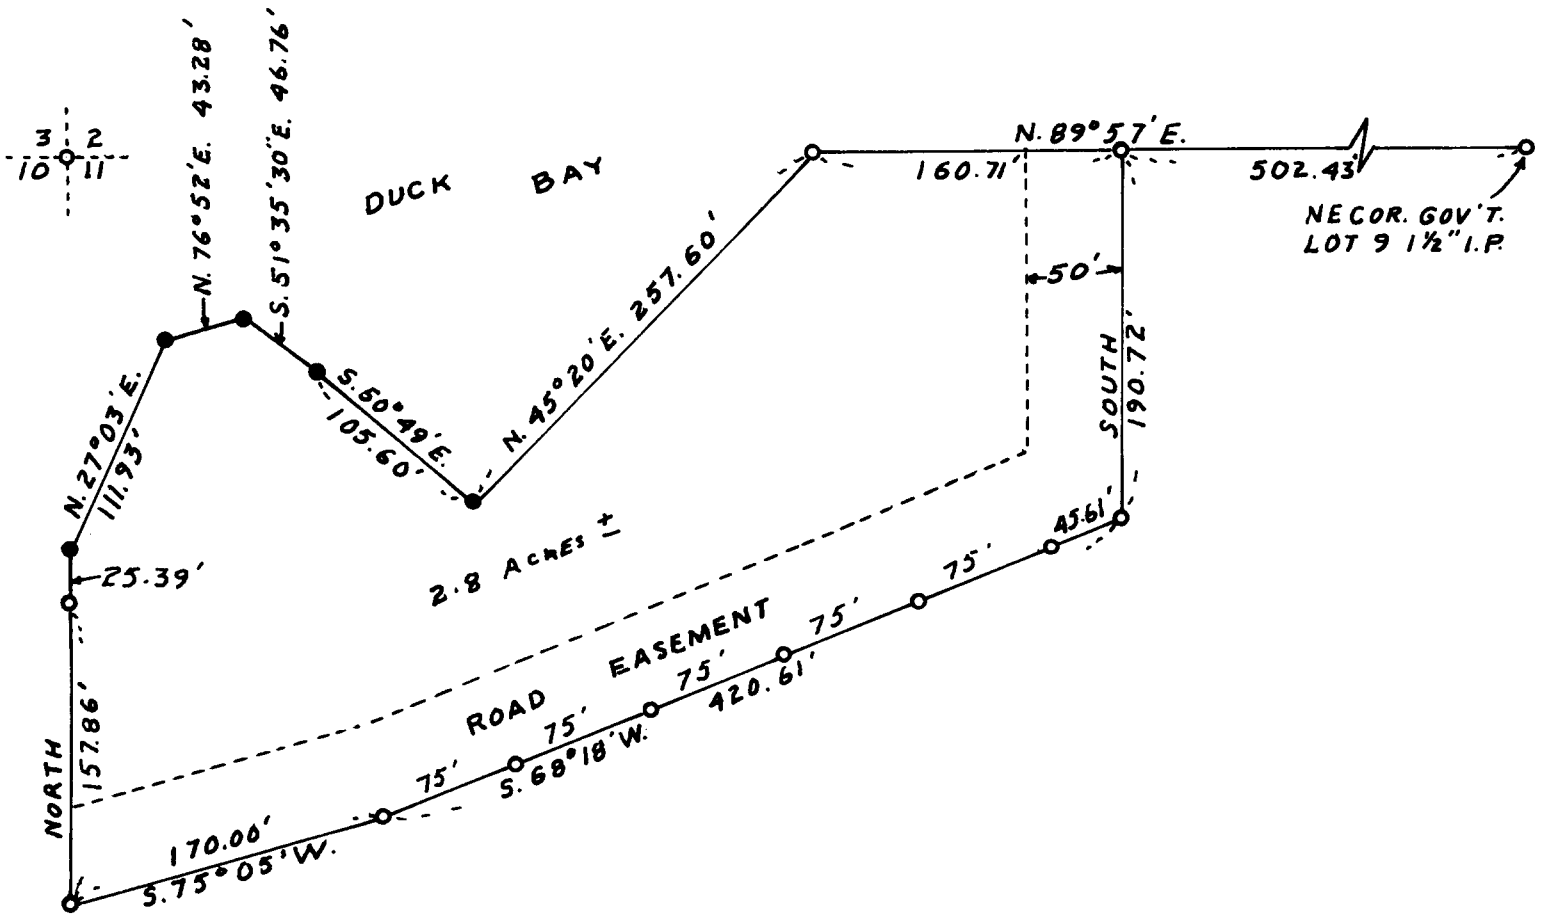 3 2
10 11
N. 76°52'E. 43.28'
S. 51°35'30"E. 46.76'
DUCK BAY
N. 89°57'E.
160.71'
502.43'
NE COR. GOV'T.
LOT 9 1½" I.P.
50'
N. 45°20'E. 257.60'
SOUTH
190.72'
S. 60°49'E.
105.60'
N. 27°03'E.
111.93'
25.39'
2.8 ACRES ±
45.61'
75'
75'
75'
75'
75'
ROAD EASEMENT
420.61'
S. 68°18'W.
NORTH
157.86'
170.00'
S. 75°05'W.